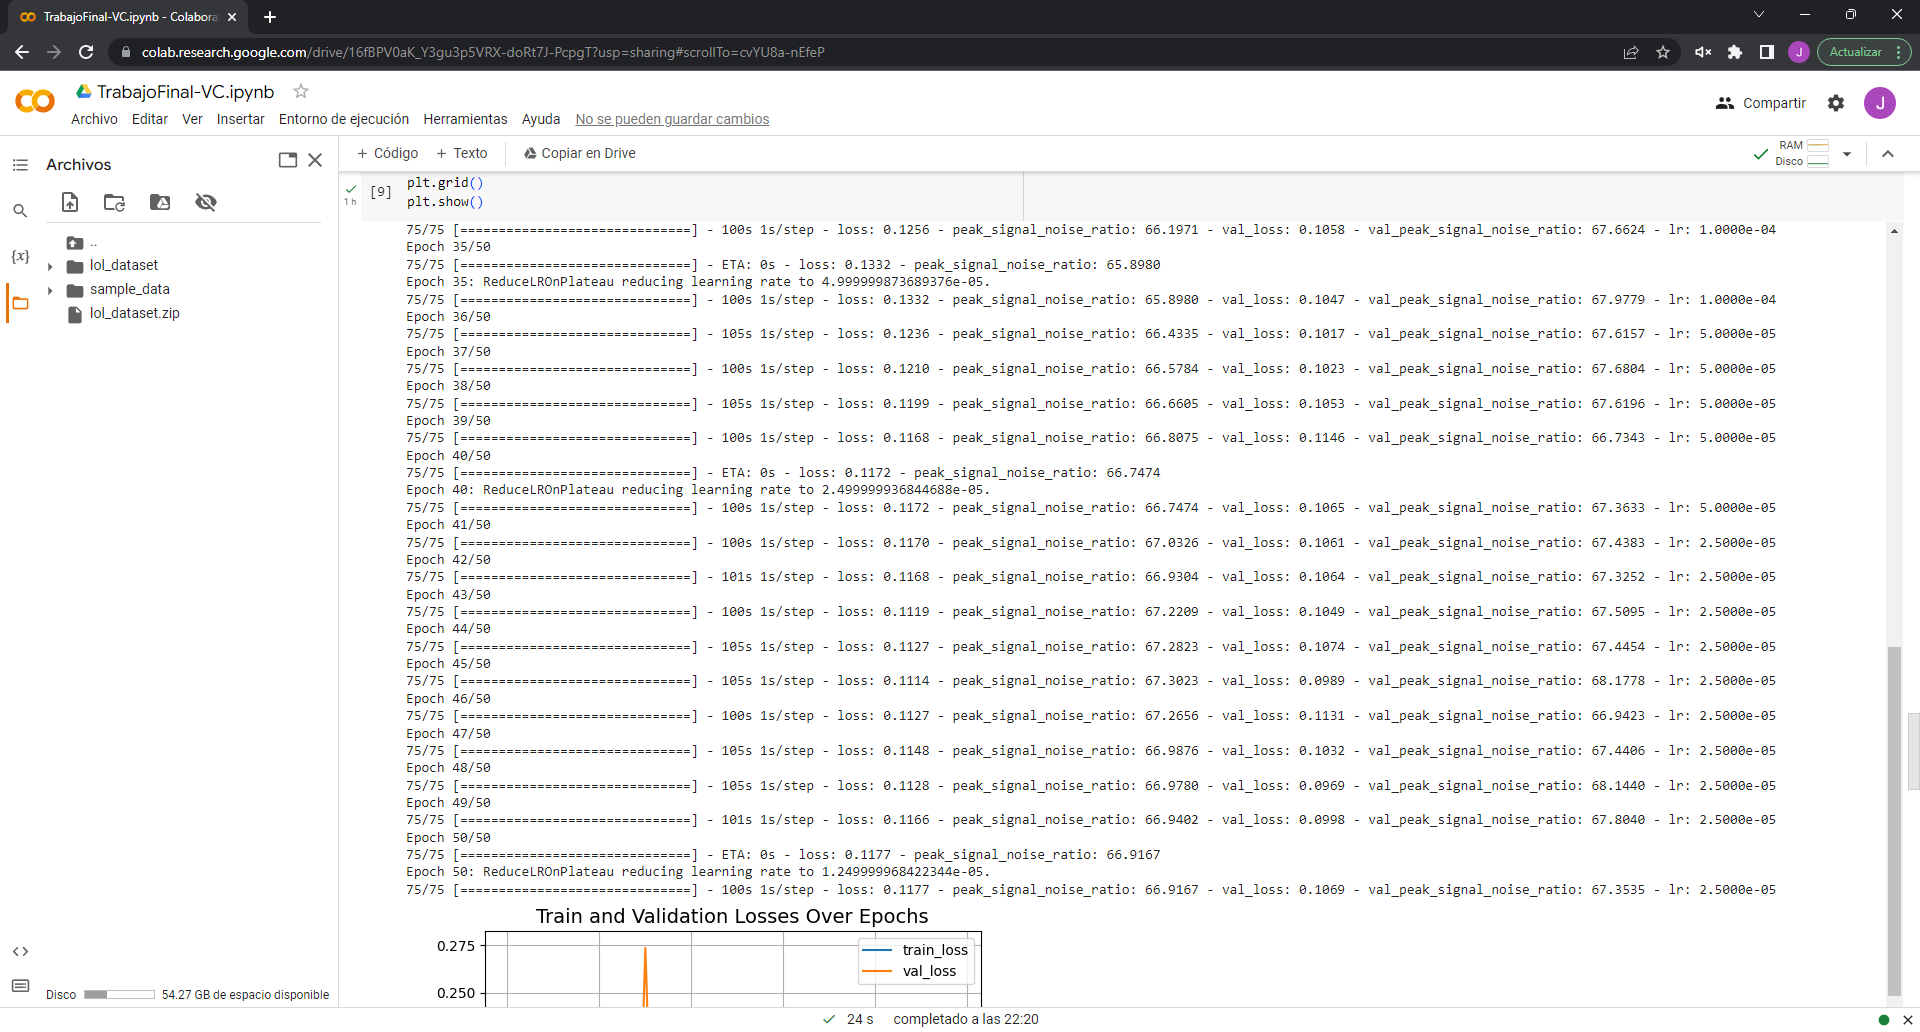 TrabajoFinal-VC.ipynb - Colabora
colab.research.google.com/drive/16fBPV0aK_Y3gu3p5VRX-doRt7J-PcpgT?usp=sharing#scrollTo=cvYU8a-nEfeP
J
Actualizar
TrabajoFinal-VC.ipynb
Archivo Editar Ver Insertar Entorno de ejecución Herramientas Ayuda No se pueden guardar cambios
Compartir
J
Archivos
+ Código + Texto Copiar en Drive
RAM
Disco
..
lol_dataset
sample_data
lol_dataset.zip
{x}
1 h
[9]
plt.grid()
plt.show()
75/75 [==============================] - 100s 1s/step - loss: 0.1256 - peak_signal_noise_ratio: 66.1971 - val_loss: 0.1058 - val_peak_signal_noise_ratio: 67.6624 - lr: 1.0000e-04
Epoch 35/50
75/75 [==============================] - ETA: 0s - loss: 0.1332 - peak_signal_noise_ratio: 65.8980
Epoch 35: ReduceLROnPlateau reducing learning rate to 4.999999873689376e-05.
75/75 [==============================] - 100s 1s/step - loss: 0.1332 - peak_signal_noise_ratio: 65.8980 - val_loss: 0.1047 - val_peak_signal_noise_ratio: 67.9779 - lr: 1.0000e-04
Epoch 36/50
75/75 [==============================] - 105s 1s/step - loss: 0.1236 - peak_signal_noise_ratio: 66.4335 - val_loss: 0.1017 - val_peak_signal_noise_ratio: 67.6157 - lr: 5.0000e-05
Epoch 37/50
75/75 [==============================] - 100s 1s/step - loss: 0.1210 - peak_signal_noise_ratio: 66.5784 - val_loss: 0.1023 - val_peak_signal_noise_ratio: 67.6804 - lr: 5.0000e-05
Epoch 38/50
75/75 [==============================] - 105s 1s/step - loss: 0.1199 - peak_signal_noise_ratio: 66.6605 - val_loss: 0.1053 - val_peak_signal_noise_ratio: 67.6196 - lr: 5.0000e-05
Epoch 39/50
75/75 [==============================] - 100s 1s/step - loss: 0.1168 - peak_signal_noise_ratio: 66.8075 - val_loss: 0.1146 - val_peak_signal_noise_ratio: 66.7343 - lr: 5.0000e-05
Epoch 40/50
75/75 [==============================] - ETA: 0s - loss: 0.1172 - peak_signal_noise_ratio: 66.7474
Epoch 40: ReduceLROnPlateau reducing learning rate to 2.499999936844688e-05.
75/75 [==============================] - 100s 1s/step - loss: 0.1172 - peak_signal_noise_ratio: 66.7474 - val_loss: 0.1065 - val_peak_signal_noise_ratio: 67.3633 - lr: 5.0000e-05
Epoch 41/50
75/75 [==============================] - 100s 1s/step - loss: 0.1170 - peak_signal_noise_ratio: 67.0326 - val_loss: 0.1061 - val_peak_signal_noise_ratio: 67.4383 - lr: 2.5000e-05
Epoch 42/50
75/75 [==============================] - 101s 1s/step - loss: 0.1168 - peak_signal_noise_ratio: 66.9304 - val_loss: 0.1064 - val_peak_signal_noise_ratio: 67.3252 - lr: 2.5000e-05
Epoch 43/50
75/75 [==============================] - 100s 1s/step - loss: 0.1119 - peak_signal_noise_ratio: 67.2209 - val_loss: 0.1049 - val_peak_signal_noise_ratio: 67.5095 - lr: 2.5000e-05
Epoch 44/50
75/75 [==============================] - 105s 1s/step - loss: 0.1127 - peak_signal_noise_ratio: 67.2823 - val_loss: 0.1074 - val_peak_signal_noise_ratio: 67.4454 - lr: 2.5000e-05
Epoch 45/50
75/75 [==============================] - 105s 1s/step - loss: 0.1114 - peak_signal_noise_ratio: 67.3023 - val_loss: 0.0989 - val_peak_signal_noise_ratio: 68.1778 - lr: 2.5000e-05
Epoch 46/50
75/75 [==============================] - 100s 1s/step - loss: 0.1127 - peak_signal_noise_ratio: 67.2656 - val_loss: 0.1131 - val_peak_signal_noise_ratio: 66.9423 - lr: 2.5000e-05
Epoch 47/50
75/75 [==============================] - 105s 1s/step - loss: 0.1148 - peak_signal_noise_ratio: 66.9876 - val_loss: 0.1032 - val_peak_signal_noise_ratio: 67.4406 - lr: 2.5000e-05
Epoch 48/50
75/75 [==============================] - 105s 1s/step - loss: 0.1128 - peak_signal_noise_ratio: 66.9780 - val_loss: 0.0969 - val_peak_signal_noise_ratio: 68.1440 - lr: 2.5000e-05
Epoch 49/50
75/75 [==============================] - 101s 1s/step - loss: 0.1166 - peak_signal_noise_ratio: 66.9402 - val_loss: 0.0998 - val_peak_signal_noise_ratio: 67.8040 - lr: 2.5000e-05
Epoch 50/50
75/75 [==============================] - ETA: 0s - loss: 0.1177 - peak_signal_noise_ratio: 66.9167
Epoch 50: ReduceLROnPlateau reducing learning rate to 1.249999968422344e-05.
75/75 [==============================] - 100s 1s/step - loss: 0.1177 - peak_signal_noise_ratio: 66.9167 - val_loss: 0.1069 - val_peak_signal_noise_ratio: 67.3535 - lr: 2.5000e-05
Train and Validation Losses Over Epochs
0.275
0.250
train_loss
val_loss
Disco 54.27 GB de espacio disponible
24 s completado a las 22:20